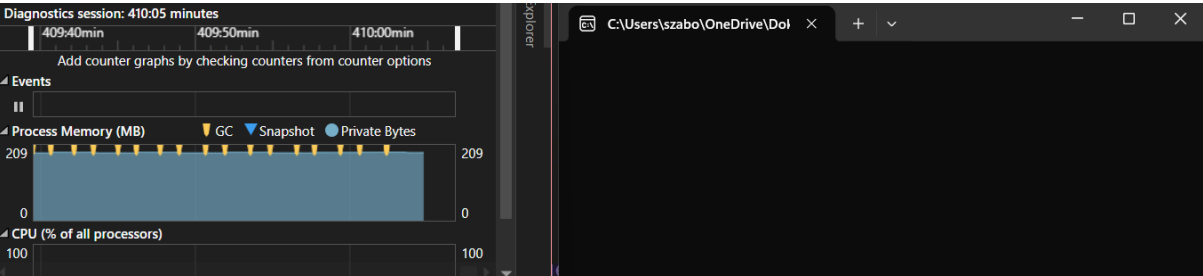 Diagnostics session: 410:05 minutes
409:40min 409:50min 410:00min
Add counter graphs by checking counters from counter options
Events
Process Memory (MB) GC Snapshot Private Bytes
209 209
0 0
CPU (% of all processors)
100 100
Explorer
C:\Users\szabo\OneDrive\Dok